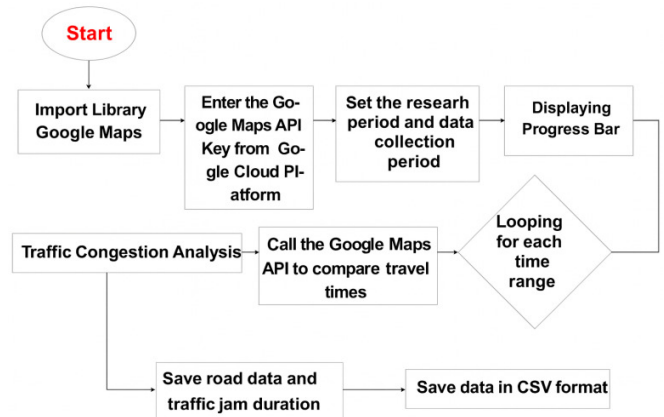 Start
Import Library
Google Maps
Enter the Go-
ogle Maps API
Key from Go-
gle Cloud Pl-
atform
Set the researh
period and data
collection
period
Displaying
Progress Bar
Looping
for each
time
range
Call the Google Maps
API to compare travel
times
Traffic Congestion Analysis
Save road data and
traffic jam duration
Save data in CSV format